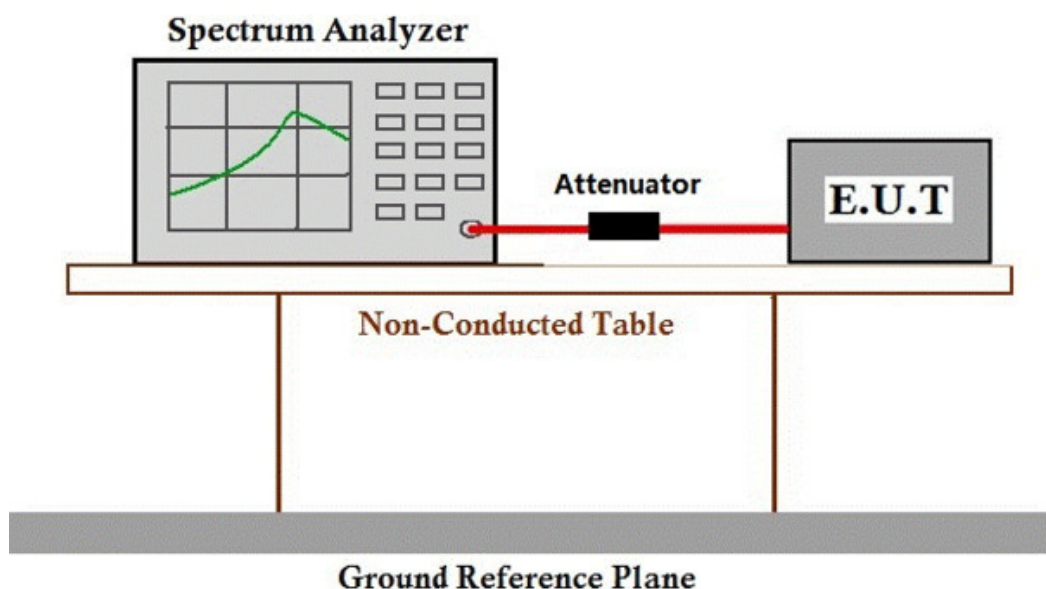 Spectrum Analyzer
Attenuator
E.U.T
Non-Conducted Table
Ground Reference Plane